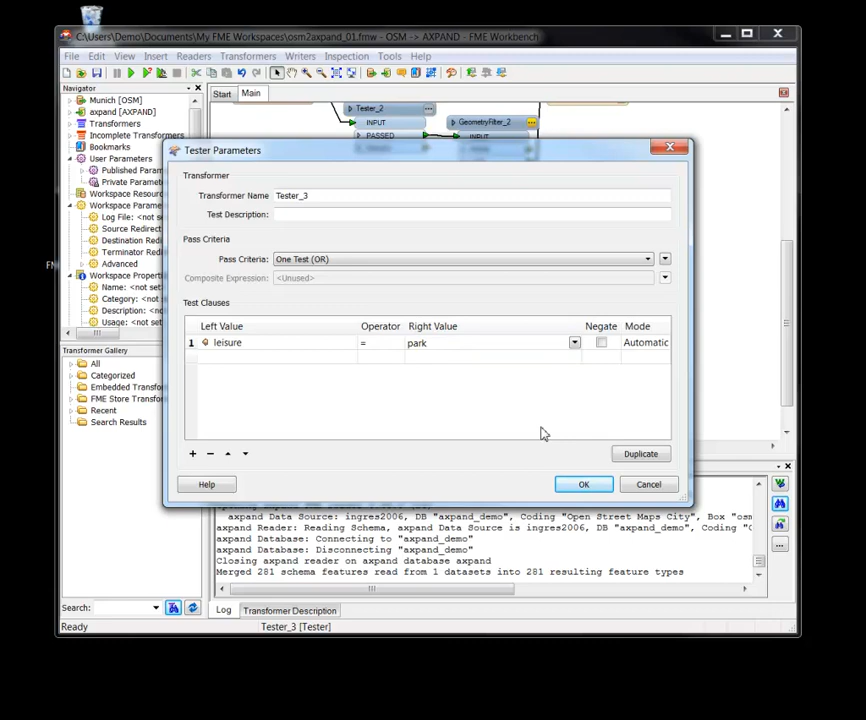 C:\Users\Demo\Documents\My FME Workspaces\osm2axpand_01.fmw - OSM -> AXPAND - FME Workbench
File Edit View Insert Readers Transformers Writers Inspection Tools Help
Navigator
Start Main
Munich [OSM]
axpand [AXPAND]
Transformers
Incomplete Transformers
Bookmarks
User Parameters
Published Param
Private Paramet
Workspace Resourc
Workspace Parame
Log File: <not s
Source Redirec
Destination Redi
Terminator Redi
Advanced
Workspace Properti
Name: <not set
Category: <not
Description: <n
Usage: <not set
Tester_2
INPUT
PASSED
GeometryFilter_2
INPUT
FM
Tester Parameters
Transformer
Transformer Name Tester_3
Test Description:
Pass Criteria
Pass Criteria: One Test (OR)
Composite Expression: <Unused>
Test Clauses
Left Value Operator Right Value Negate Mode
1 leisure = park Automatic
Duplicate
Help OK Cancel
Transformer Gallery
All
Categorized
Embedded Transfo
FME Store Transfo
Recent
Search Results
axpand Data Source: ingres2006, DB "axpand_demo", Coding "Open Street Maps City", Box "osm
axpand Reader: Reading Schema, axpand Data Source is ingres2006, DB "axpand_demo", Coding "O
axpand Database: Connecting to "axpand_demo"
axpand Database: Disconnecting "axpand_demo"
Closing axpand reader on axpand database axpand
Merged 281 schema features read from 1 datasets into 281 resulting feature types
Search:
Log Transformer Description
Ready Tester_3 [Tester]